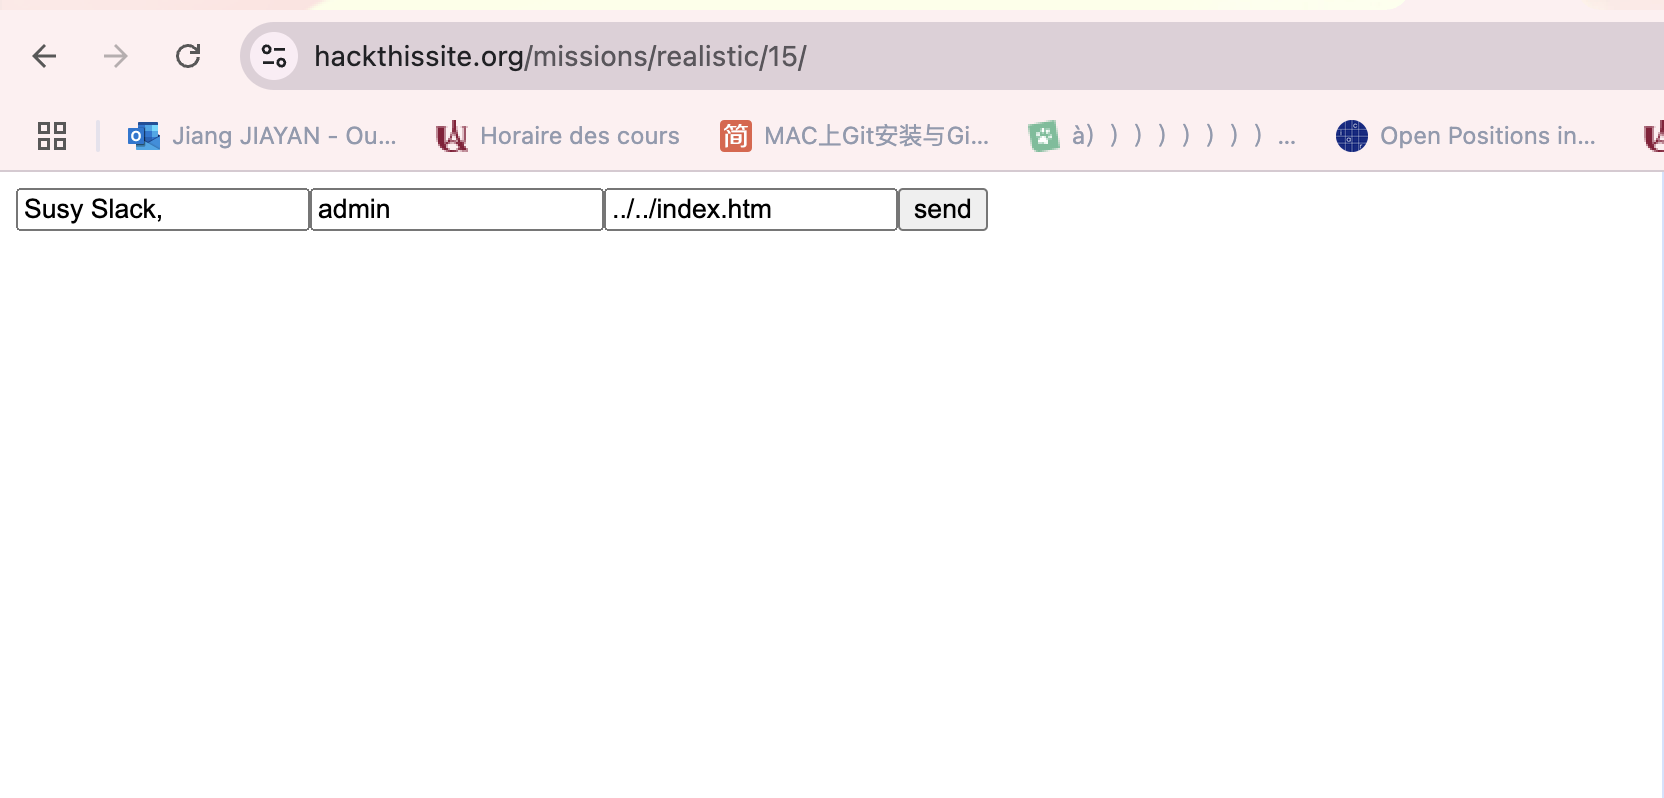 hackthissite.org/missions/realistic/15/
Jiang JIAYAN - Ou... Horaire des cours 简 MAC上Git安装与Gi... à) ) ) ) ) ) ) ) ... Open Positions in...
Susy Slack, admin ../../index.htm send